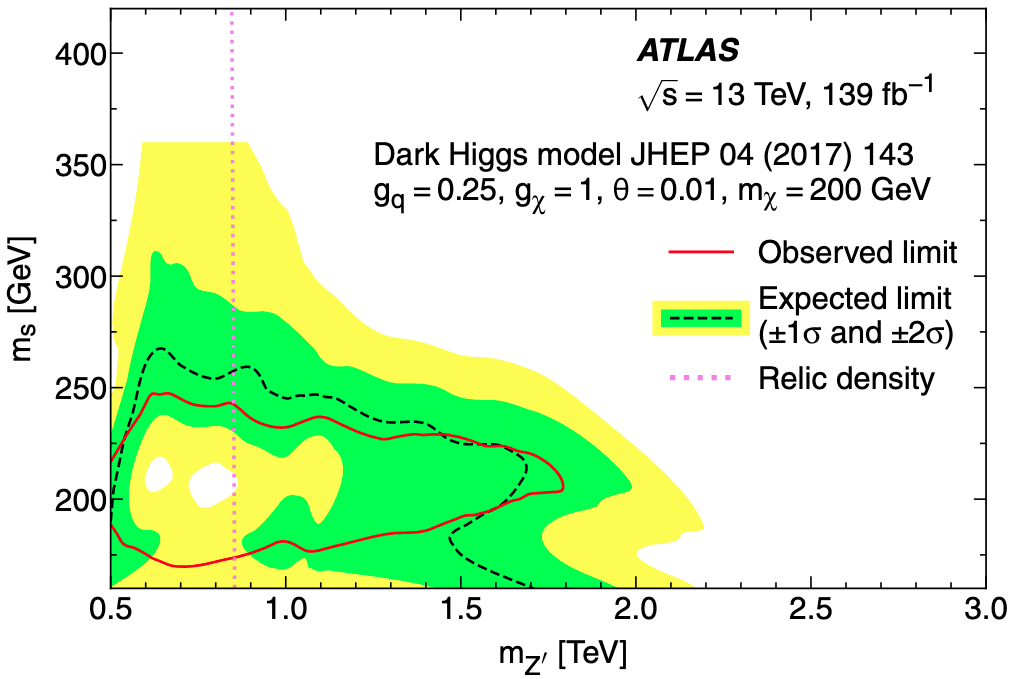 ATLAS
√s = 13 TeV, 139 fb⁻¹
Dark Higgs model JHEP 04 (2017) 143
g_q = 0.25, g_χ = 1, θ = 0.01, m_χ = 200 GeV
Observed limit
Expected limit
(±1σ and ±2σ)
Relic density
m_s [GeV]
400
350
300
250
200
0.5 1.0 1.5 2.0 2.5 3.0
m_Z′ [TeV]